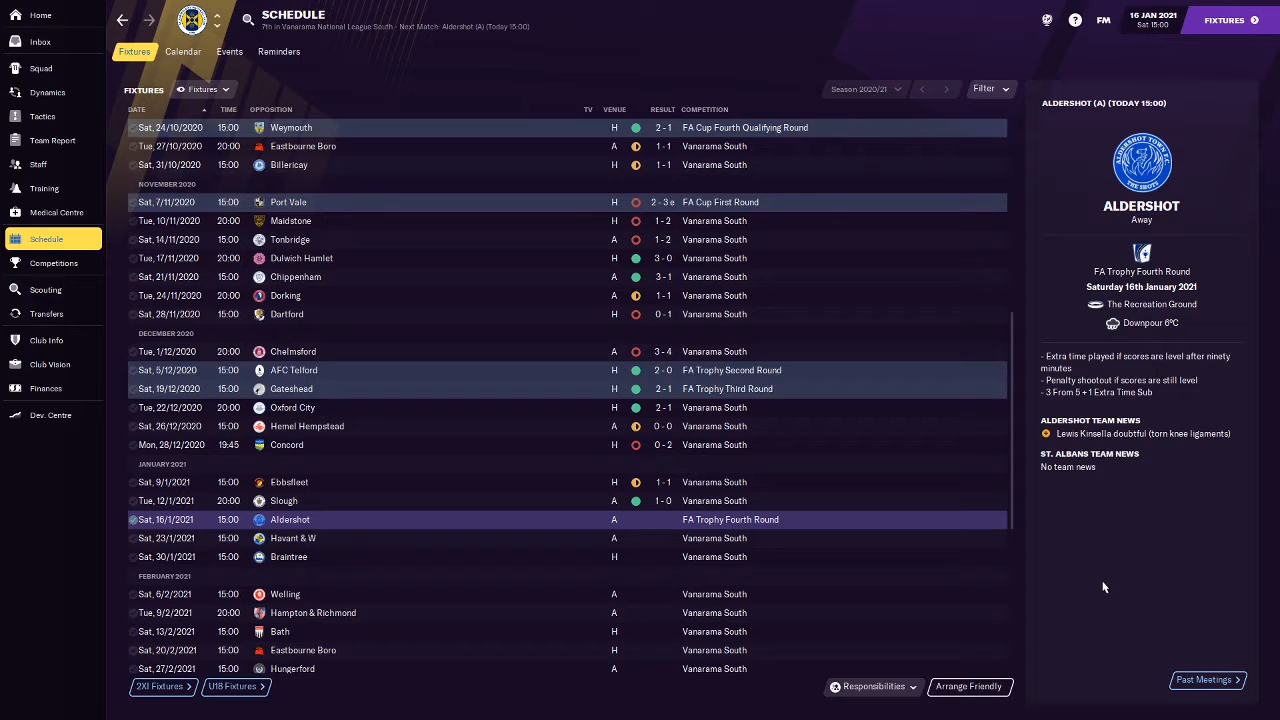 Home
Inbox
Squad
Dynamics
Tactics
Team Report
Staff
Training
Medical Centre
Schedule
Competitions
Scouting
Transfers
Club Info
Club Vision
Finances
Dev. Centre
SCHEDULE
7th in Vanarama National League South - Next Match: Aldershot (A) (Today 15:00)
? FM 16 JAN 2021
Sat 15:00
FIXTURES
Fixtures Calendar Events Reminders
FIXTURES Fixtures Season 2020/21 Filter
DATE TIME OPPOSITION TV VENUE RESULT COMPETITION
Sat, 24/10/2020 15:00 Weymouth H 2 - 1 FA Cup Fourth Qualifying Round
Tue, 27/10/2020 20:00 Eastbourne Boro A 1 - 1 Vanarama South
Sat, 31/10/2020 15:00 Billericay H 1 - 1 Vanarama South
NOVEMBER 2020
Sat, 7/11/2020 15:00 Port Vale H 2 - 3 e FA Cup First Round
Tue, 10/11/2020 20:00 Maidstone H 1 - 2 Vanarama South
Sat, 14/11/2020 15:00 Tonbridge A 1 - 2 Vanarama South
Tue, 17/11/2020 20:00 Dulwich Hamlet H 3 - 0 Vanarama South
Sat, 21/11/2020 15:00 Chippenham A 3 - 1 Vanarama South
Tue, 24/11/2020 20:00 Dorking A 1 - 1 Vanarama South
Sat, 28/11/2020 15:00 Dartford H 0 - 1 Vanarama South
DECEMBER 2020
Tue, 1/12/2020 20:00 Chelmsford A 3 - 4 Vanarama South
Sat, 5/12/2020 15:00 AFC Telford H 2 - 0 FA Trophy Second Round
Sat, 19/12/2020 15:00 Gateshead H 2 - 1 FA Trophy Third Round
Tue, 22/12/2020 20:00 Oxford City H 2 - 1 Vanarama South
Sat, 26/12/2020 15:00 Hemel Hempstead A 0 - 0 Vanarama South
Mon, 28/12/2020 19:45 Concord H 0 - 2 Vanarama South
JANUARY 2021
Sat, 9/1/2021 15:00 Ebbsfleet H 1 - 1 Vanarama South
Tue, 12/1/2021 20:00 Slough A 1 - 0 Vanarama South
Sat, 16/1/2021 15:00 Aldershot A FA Trophy Fourth Round
Sat, 23/1/2021 15:00 Havant & W A Vanarama South
Sat, 30/1/2021 15:00 Braintree H Vanarama South
FEBRUARY 2021
Sat, 6/2/2021 15:00 Welling A Vanarama South
Tue, 9/2/2021 20:00 Hampton & Richmond A Vanarama South
Sat, 13/2/2021 15:00 Bath H Vanarama South
Sat, 20/2/2021 15:00 Eastbourne Boro H Vanarama South
Sat, 27/2/2021 15:00 Hungerford A Vanarama South
2XI Fixtures U18 Fixtures Responsibilities Arrange Friendly
ALDERSHOT (A) (TODAY 15:00)
ALDERSHOT TOWN F.C.
THE SHOTS
ALDERSHOT
Away
FA Trophy Fourth Round
Saturday 16th January 2021
The Recreation Ground
Downpour 6ºC
- Extra time played if scores are level after ninety
minutes
- Penalty shootout if scores are still level
- 3 From 5 + 1 Extra Time Sub
ALDERSHOT TEAM NEWS
Lewis Kinsella doubtful (torn knee ligaments)
ST. ALBANS TEAM NEWS
No team news
Past Meetings